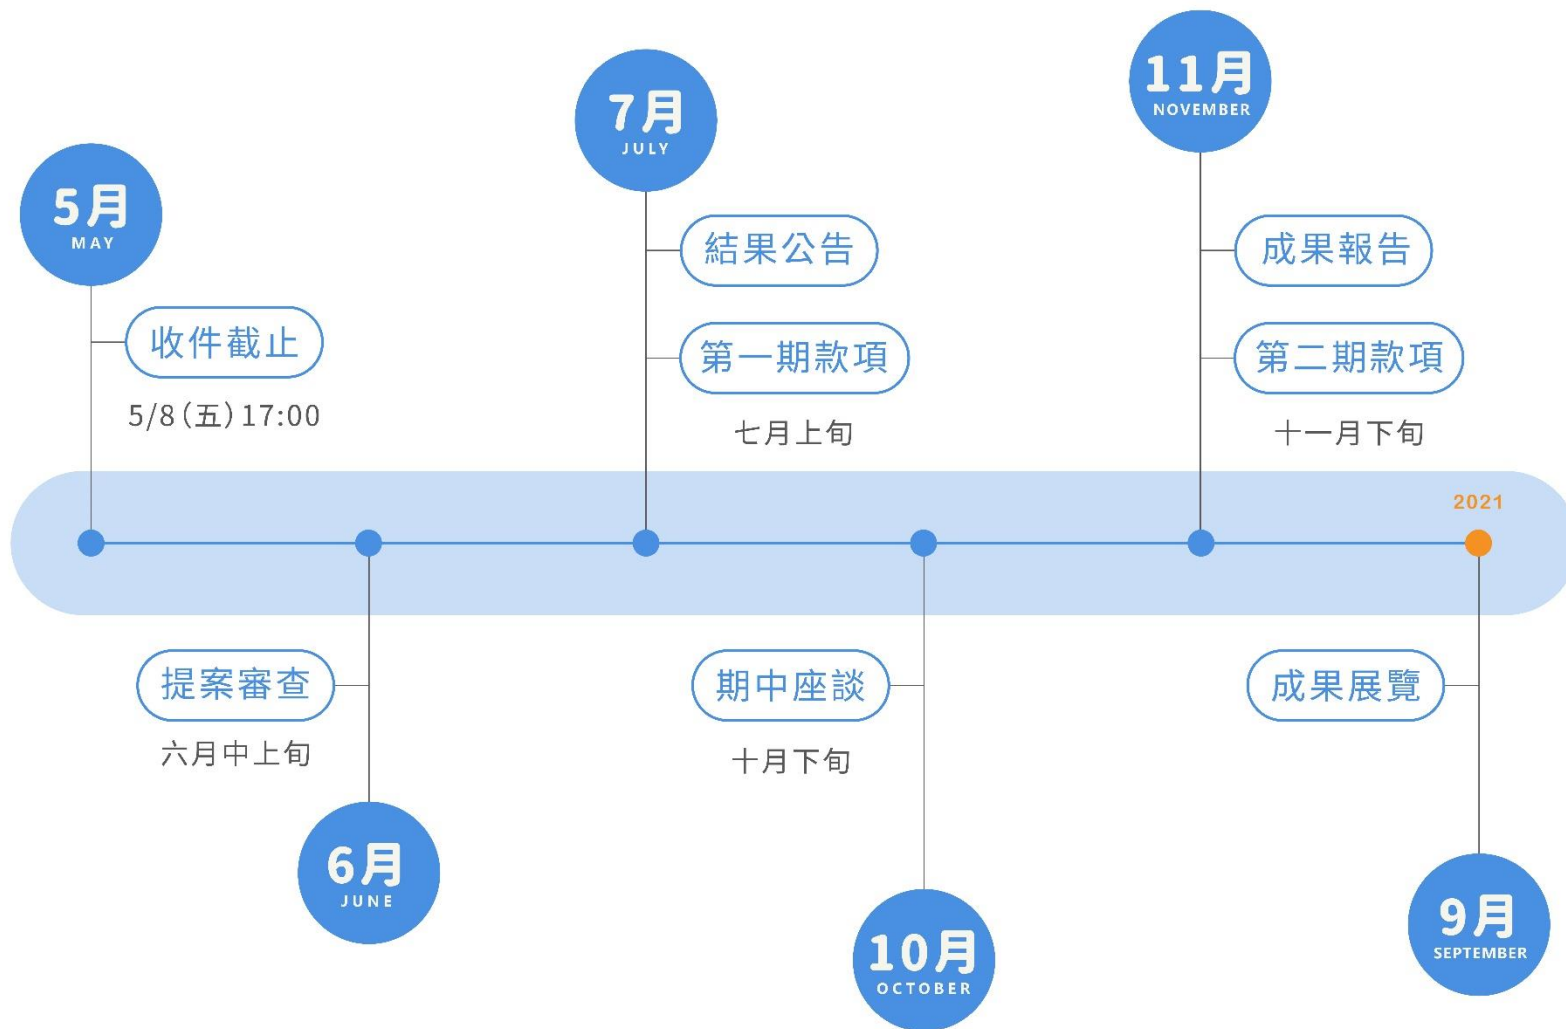 5月
MAY
收件截止
5/8(五)17:00
提案審查
六月中上旬
6月
JUNE
7月
JULY
結果公告
第一期款項
七月上旬
期中座談
十月下旬
10月
OCTOBER
11月
NOVEMBER
成果報告
第二期款項
十一月下旬
2021
成果展覽
9月
SEPTEMBER